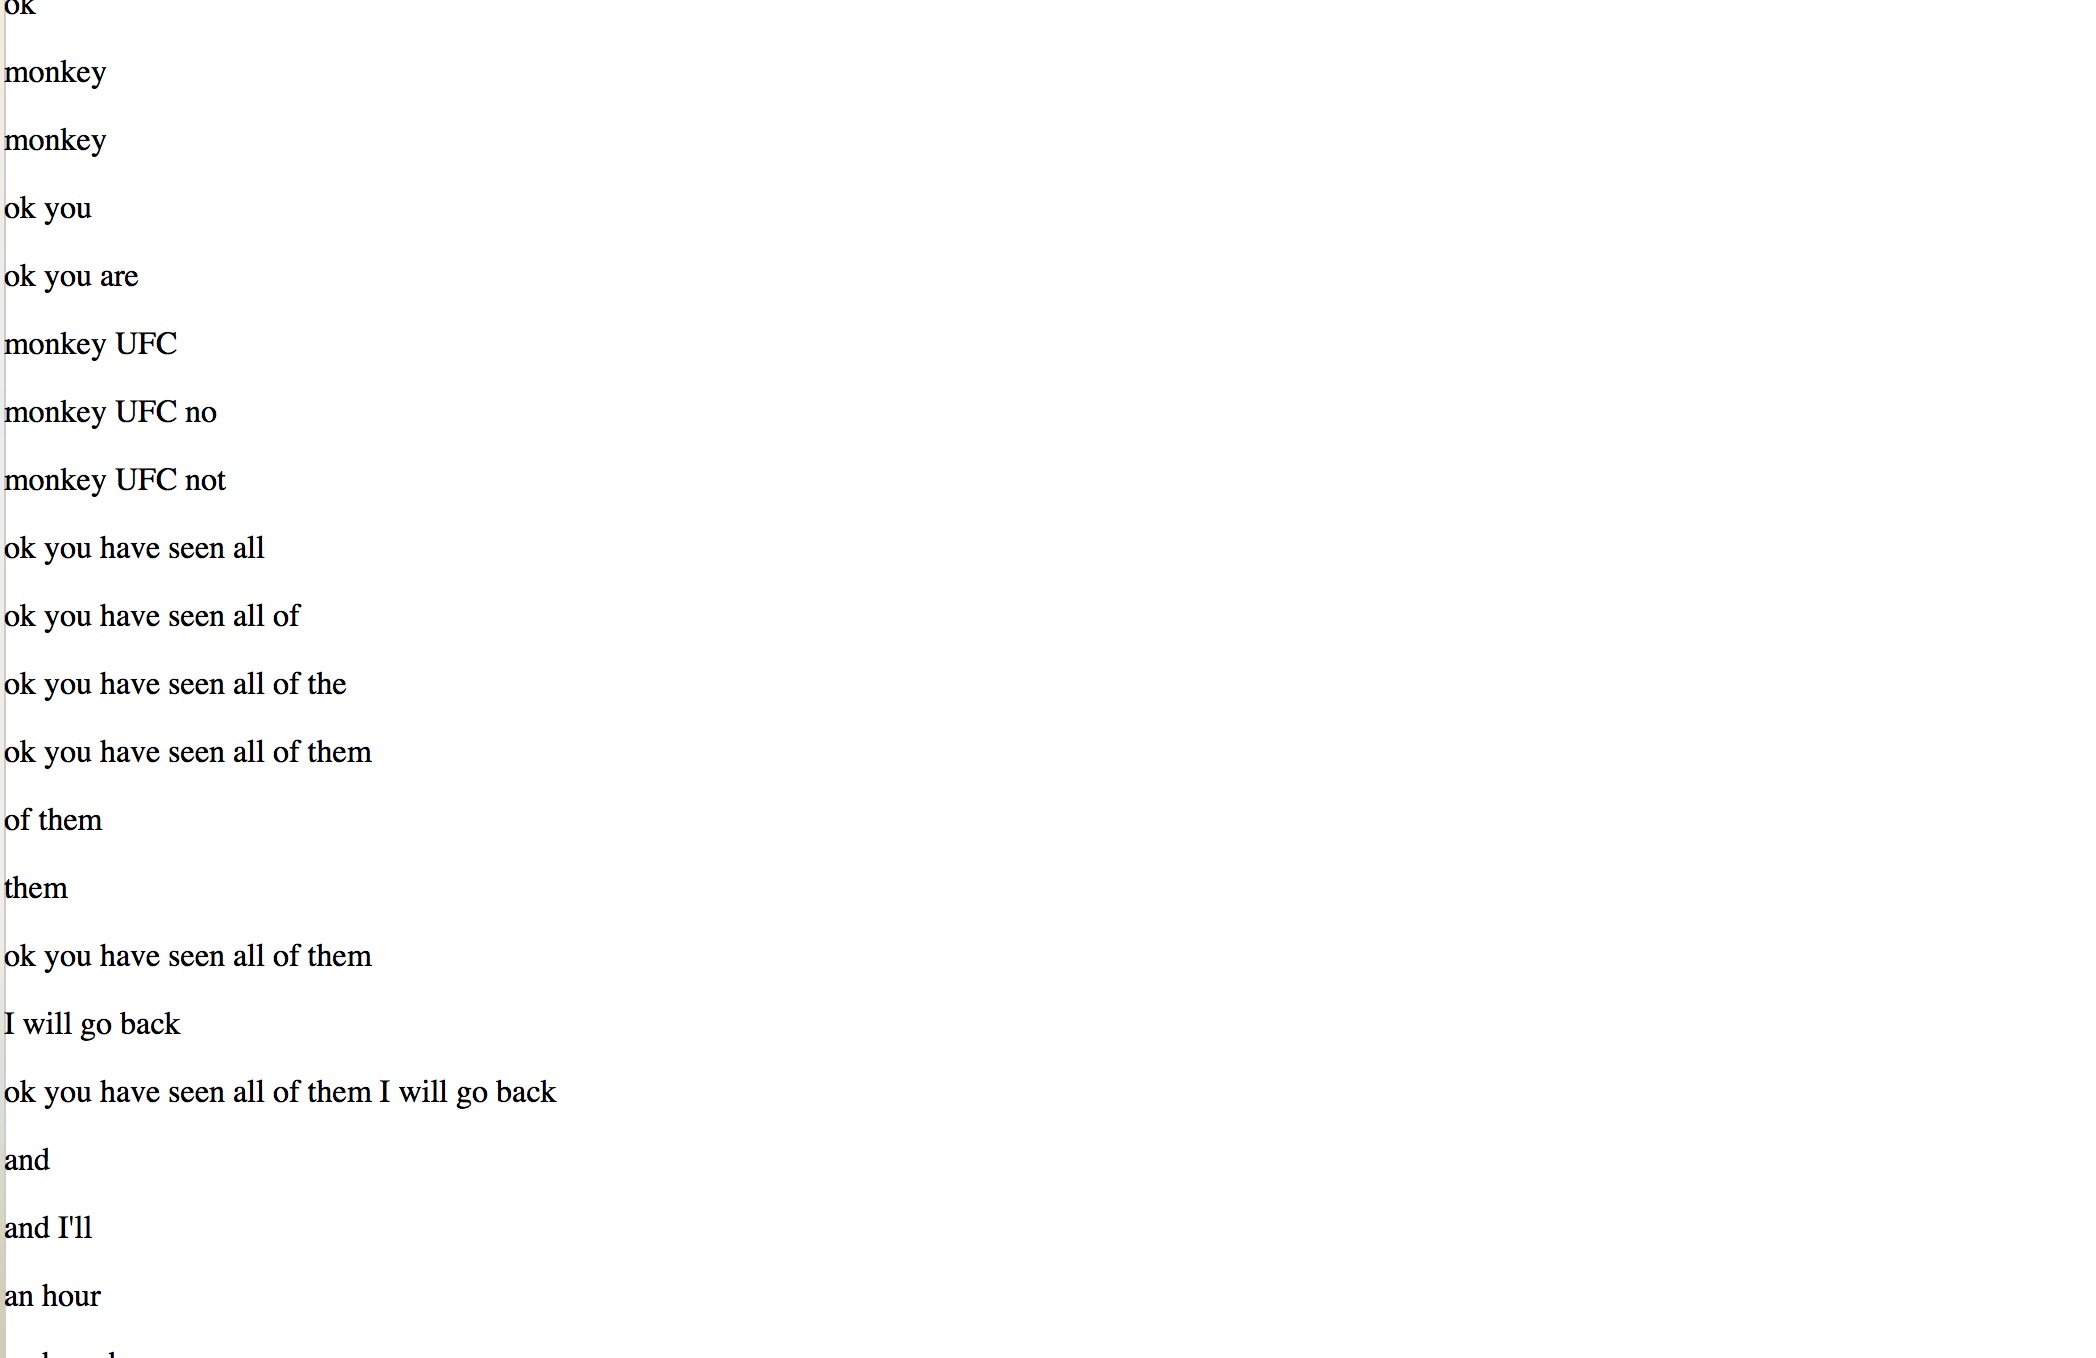 ok
monkey
monkey
ok you
ok you are
monkey UFC
monkey UFC no
monkey UFC not
ok you have seen all
ok you have seen all of
ok you have seen all of the
ok you have seen all of them
of them
them
ok you have seen all of them
I will go back
ok you have seen all of them I will go back
and
and I'll
an hour